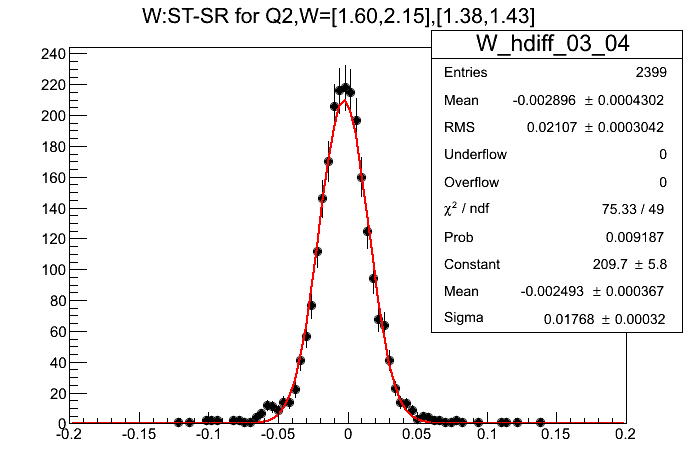 W:ST-SR for Q2,W=[1.60,2.15],[1.38,1.43]
W_hdiff_03_04
Entries 2399
Mean -0.002896 ± 0.0004302
RMS 0.02107 ± 0.0003042
Underflow 0
Overflow 0
χ² / ndf 75.33 / 49
Prob 0.009187
Constant 209.7 ± 5.8
Mean -0.002493 ± 0.000367
Sigma 0.01768 ± 0.00032
240
220
200
180
160
140
120
100
80
60
40
20
0
-0.2 -0.15 -0.1 -0.05 0 0.05 0.1 0.15 0.2